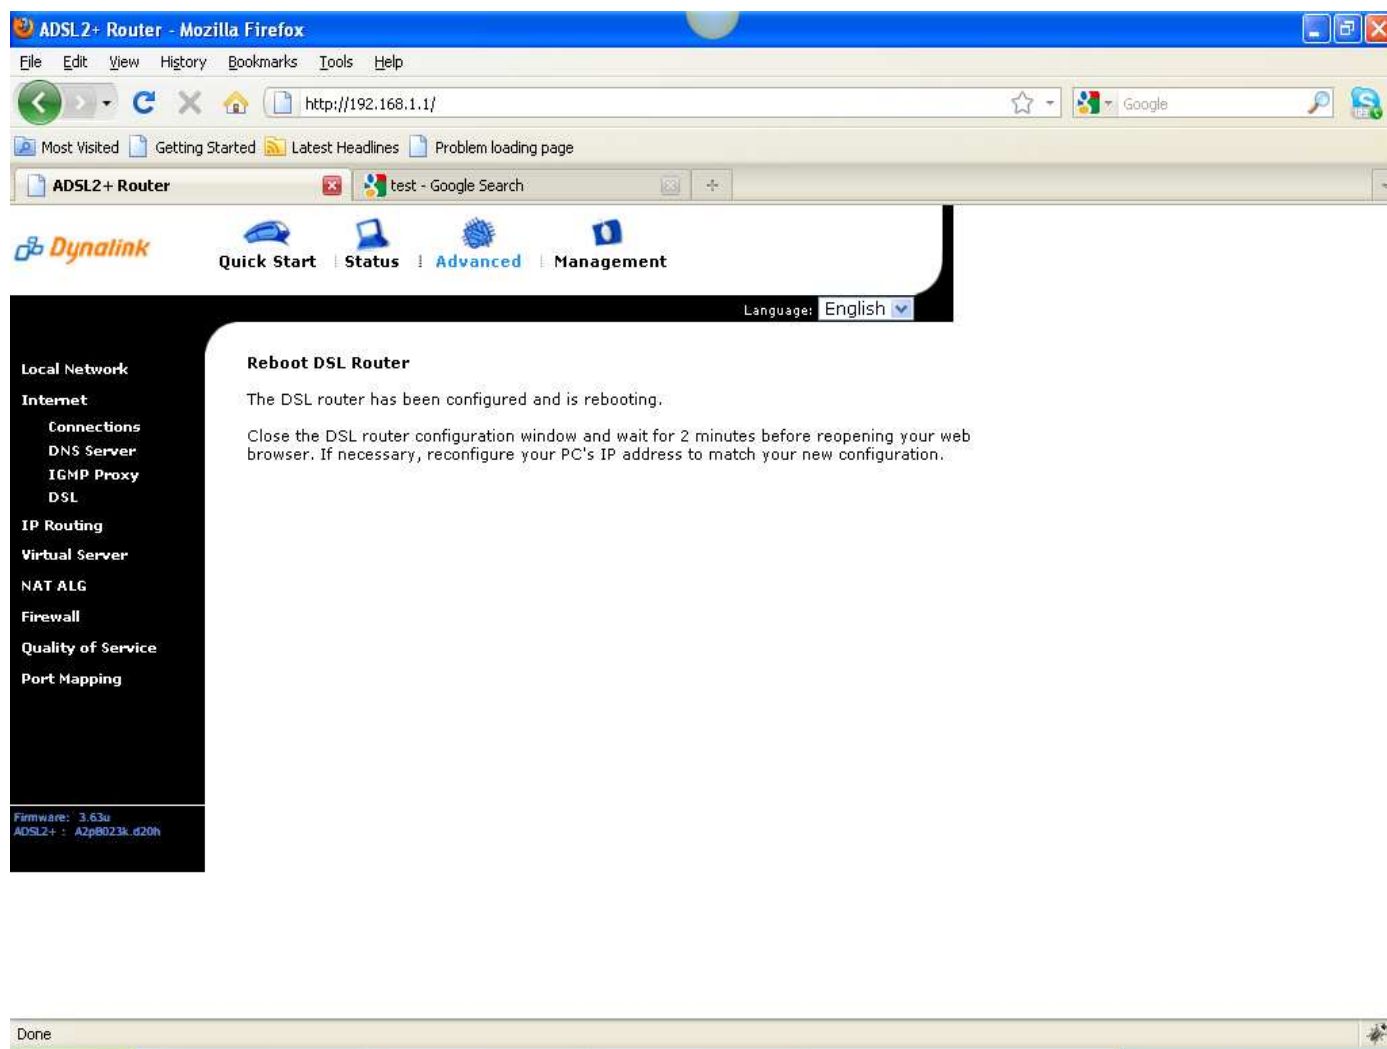 ADSL2+ Router - Mozilla Firefox
File Edit View History Bookmarks Tools Help
http://192.168.1.1/ Google
Most Visited Getting Started Latest Headlines Problem loading page
ADSL2+ Router test - Google Search
Dynalink
Quick Start Status Advanced Management
Language: English
Local Network
Internet
Connections
DNS Server
IGMP Proxy
DSL
IP Routing
Virtual Server
NAT ALG
Firewall
Quality of Service
Port Mapping
Firmware: 3.63u
ADSL2+ : A2pB023k.d20h
Reboot DSL Router
The DSL router has been configured and is rebooting.
Close the DSL router configuration window and wait for 2 minutes before reopening your web
browser. If necessary, reconfigure your PC's IP address to match your new configuration.
Done